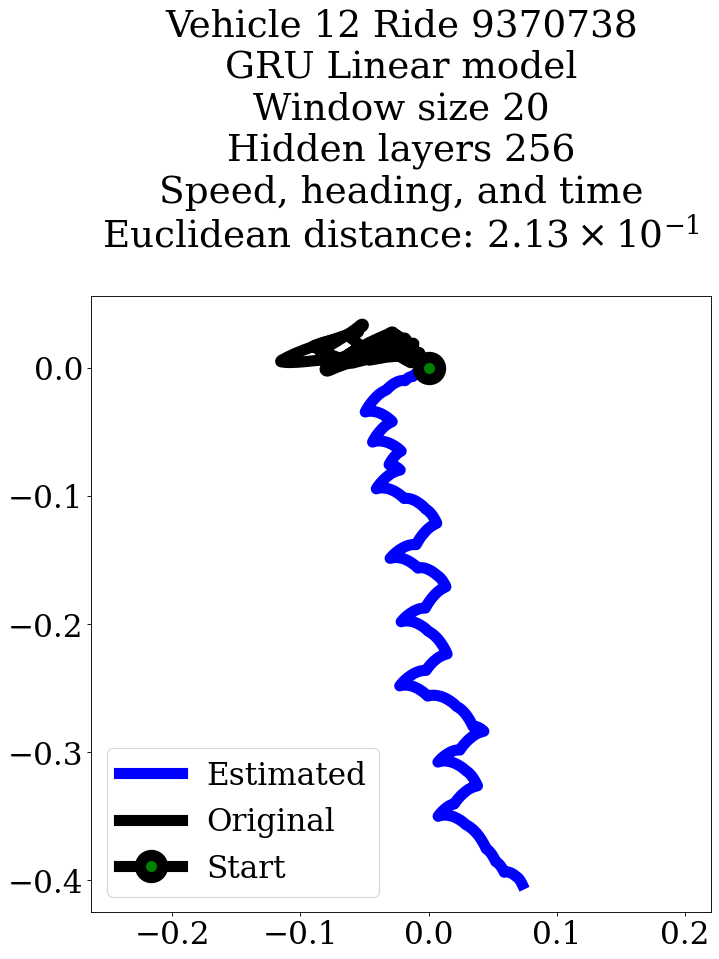 Vehicle 12 Ride 9370738
GRU Linear model
Window size 20
Hidden layers 256
Speed, heading, and time
Euclidean distance: 2.13 × 10⁻¹
0.0
−0.1
−0.2
−0.3
−0.4
Estimated
Original
Start
−0.2 −0.1 0.0 0.1 0.2